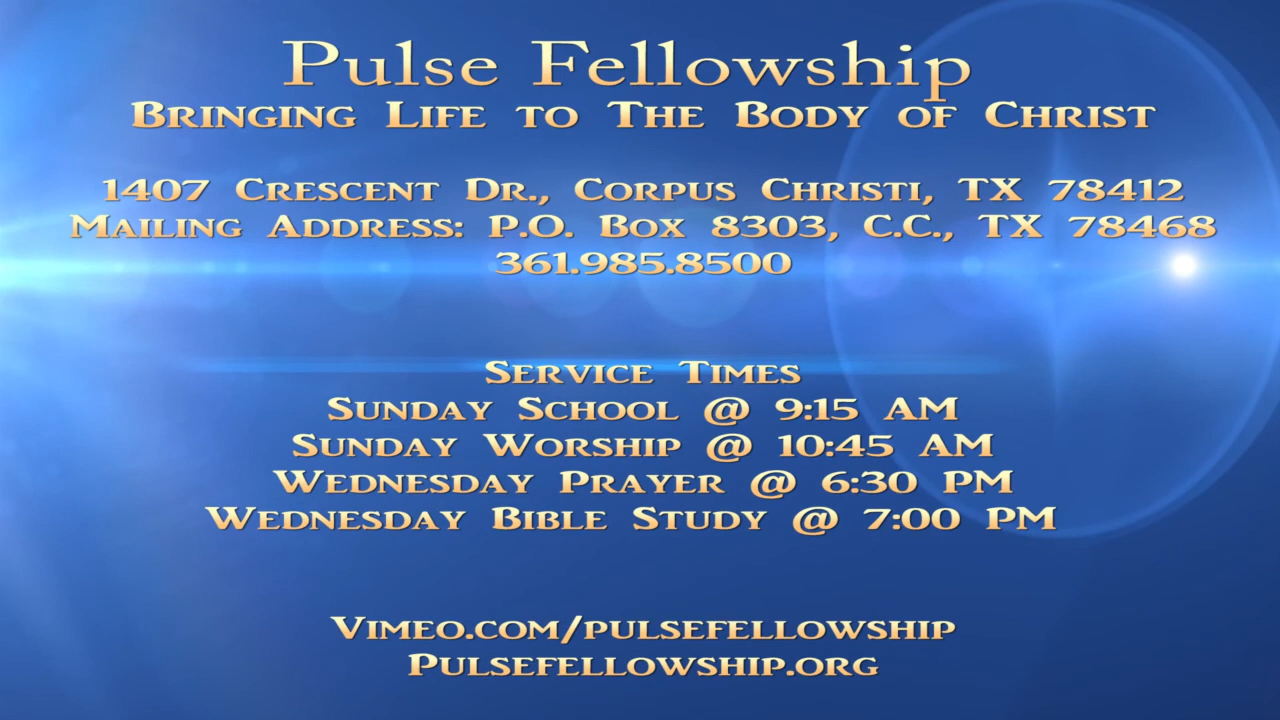 Pulse Fellowship
Bringing Life to The Body of Christ
1407 Crescent Dr., Corpus Christi, TX 78412
Mailing Address: P.O. Box 8303, C.C., TX 78468
361.985.8500
Service Times
Sunday School @ 9:15 AM
Sunday Worship @ 10:45 AM
Wednesday Prayer @ 6:30 PM
Wednesday Bible Study @ 7:00 PM
Vimeo.com/pulsefellowship
Pulsefellowship.org